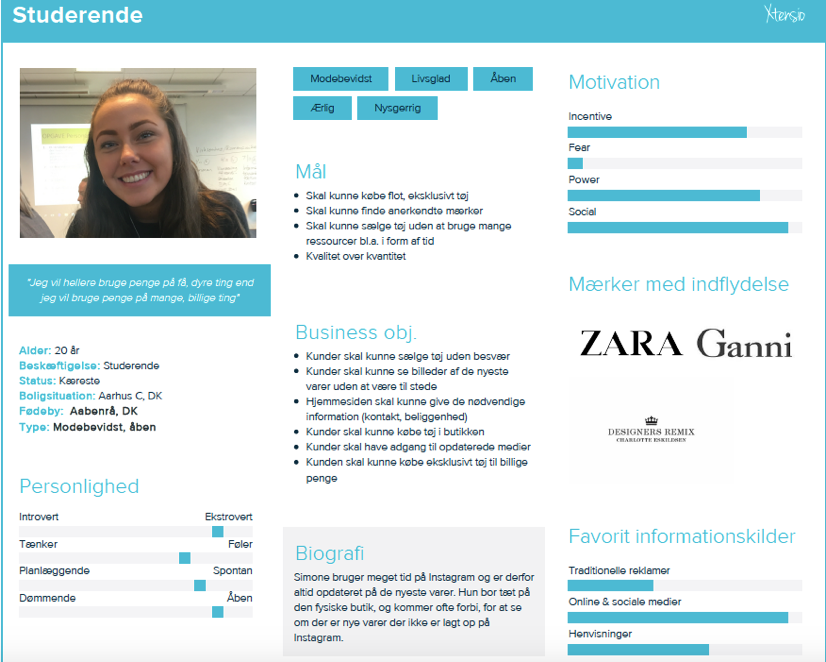 Studerende
Xtensio
"Jeg vil hellere bruge penge på få, dyre ting end
jeg vil bruge penge på mange, billige ting"
Alder: 20 år
Beskæftigelse: Studerende
Status: Kæreste
Boligsituation: Aarhus C, DK
Fødeby: Aabenrå, DK
Type: Modebevidst, åben
Personlighed
Introvert Ekstrovert
Tænker Føler
Planlæggende Spontan
Dømmende Åben
Modebevidst Livsglad Åben
Ærlig Nysgerrig
Mål
Skal kunne købe flot, eksklusivt tøj
Skal kunne finde anerkendte mærker
Skal kunne sælge tøj uden at bruge mange
ressourcer bl.a. i form af tid
Kvalitet over kvantitet
Business obj.
Kunder skal kunne sælge tøj uden besvær
Kunder skal kunne se billeder af de nyeste
varer uden at være til stede
Hjemmesiden skal kunne give de nødvendige
information (kontakt, beliggenhed)
Kunder skal kunne købe tøj i butikken
Kunder skal have adgang til opdaterede medier
Kunden skal kunne købe eksklusivt tøj til billige
penge
Biografi
Simone bruger meget tid på Instagram og er derfor
altid opdateret på de nyeste varer. Hun bor tæt på
den fysiske butik, og kommer ofte forbi, for at se
om der er nye varer der ikke er lagt op på
Instagram.
Motivation
Incentive
Fear
Power
Social
Mærker med indflydelse
ZARA Ganni
DESIGNERS REMIX
CHARLOTTE ESKILDSEN
Favorit informationskilder
Traditionelle reklamer
Online & sociale medier
Henvisninger